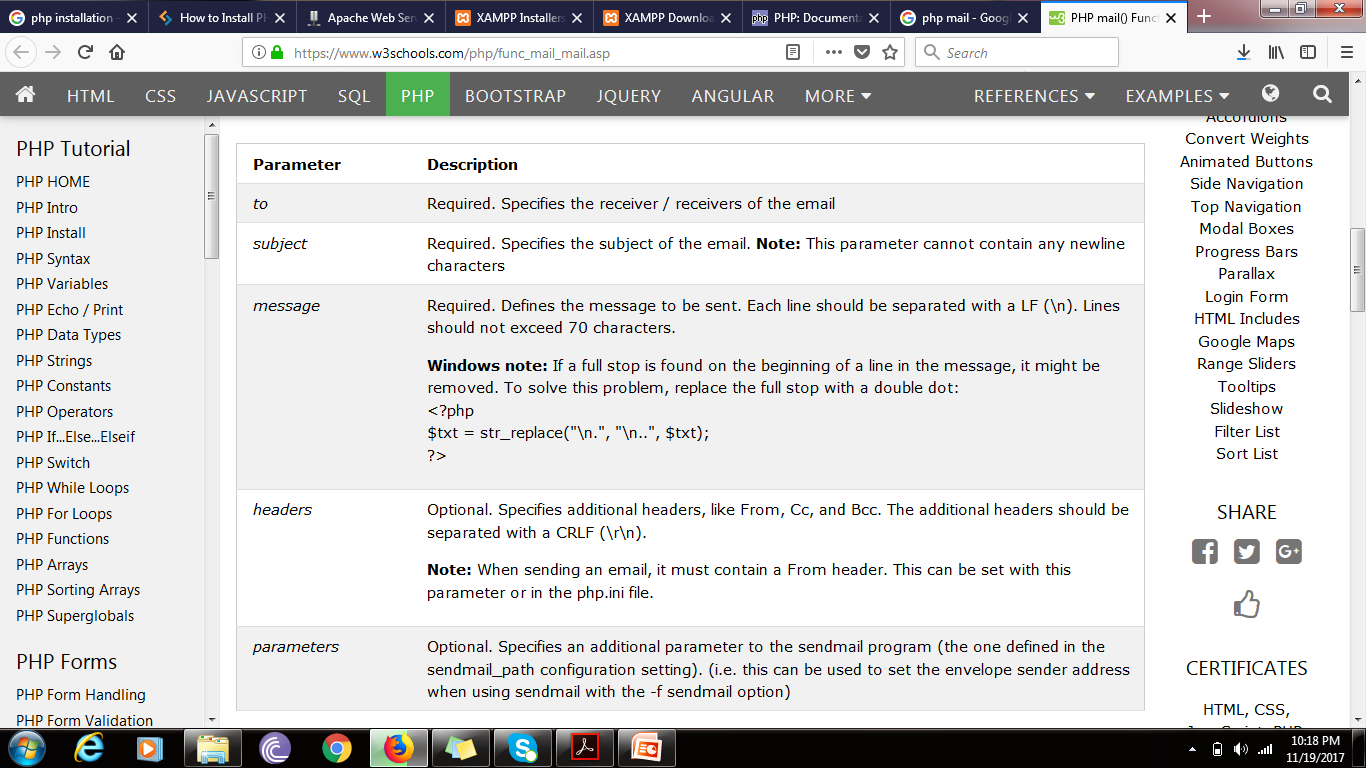 php installation -
How to Install PH
Apache Web Serv
XAMPP Installers
XAMPP Downloa
PHP: Documenta
php mail - Googl
PHP mail() Func
https://www.w3schools.com/php/func_mail_mail.asp
Search
HTML
CSS
JAVASCRIPT
SQL
PHP
BOOTSTRAP
JQUERY
ANGULAR
MORE
REFERENCES
EXAMPLES
PHP Tutorial
PHP HOME
PHP Intro
PHP Install
PHP Syntax
PHP Variables
PHP Echo / Print
PHP Data Types
PHP Strings
PHP Constants
PHP Operators
PHP If...Else...Elseif
PHP Switch
PHP While Loops
PHP For Loops
PHP Functions
PHP Arrays
PHP Sorting Arrays
PHP Superglobals
PHP Forms
PHP Form Handling
PHP Form Validation
Parameter Description
to Required. Specifies the receiver / receivers of the email
subject Required. Specifies the subject of the email. Note: This parameter cannot contain any newline
characters
message Required. Defines the message to be sent. Each line should be separated with a LF (\n). Lines
should not exceed 70 characters.
Windows note: If a full stop is found on the beginning of a line in the message, it might be
removed. To solve this problem, replace the full stop with a double dot:
<?php
$txt = str_replace("\n.", "\n..", $txt);
?>
headers Optional. Specifies additional headers, like From, Cc, and Bcc. The additional headers should be
separated with a CRLF (\r\n).
Note: When sending an email, it must contain a From header. This can be set with this
parameter or in the php.ini file.
parameters Optional. Specifies an additional parameter to the sendmail program (the one defined in the
sendmail_path configuration setting). (i.e. this can be used to set the envelope sender address
when using sendmail with the -f sendmail option)
Accordions
Convert Weights
Animated Buttons
Side Navigation
Top Navigation
Modal Boxes
Progress Bars
Parallax
Login Form
HTML Includes
Google Maps
Range Sliders
Tooltips
Slideshow
Filter List
Sort List
SHARE
CERTIFICATES
HTML, CSS,
10:18 PM
11/19/2017